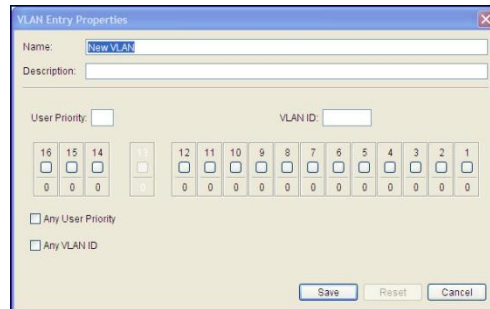 VLAN Entry Properties
Name: New VLAN
Description:
User Priority: VLAN ID:
16 15 14 13 12 11 10 9 8 7 6 5 4 3 2 1
0 0 0 0 0 0 0 0 0 0 0 0 0 0 0 0
Any User Priority
Any VLAN ID
Save Reset Cancel